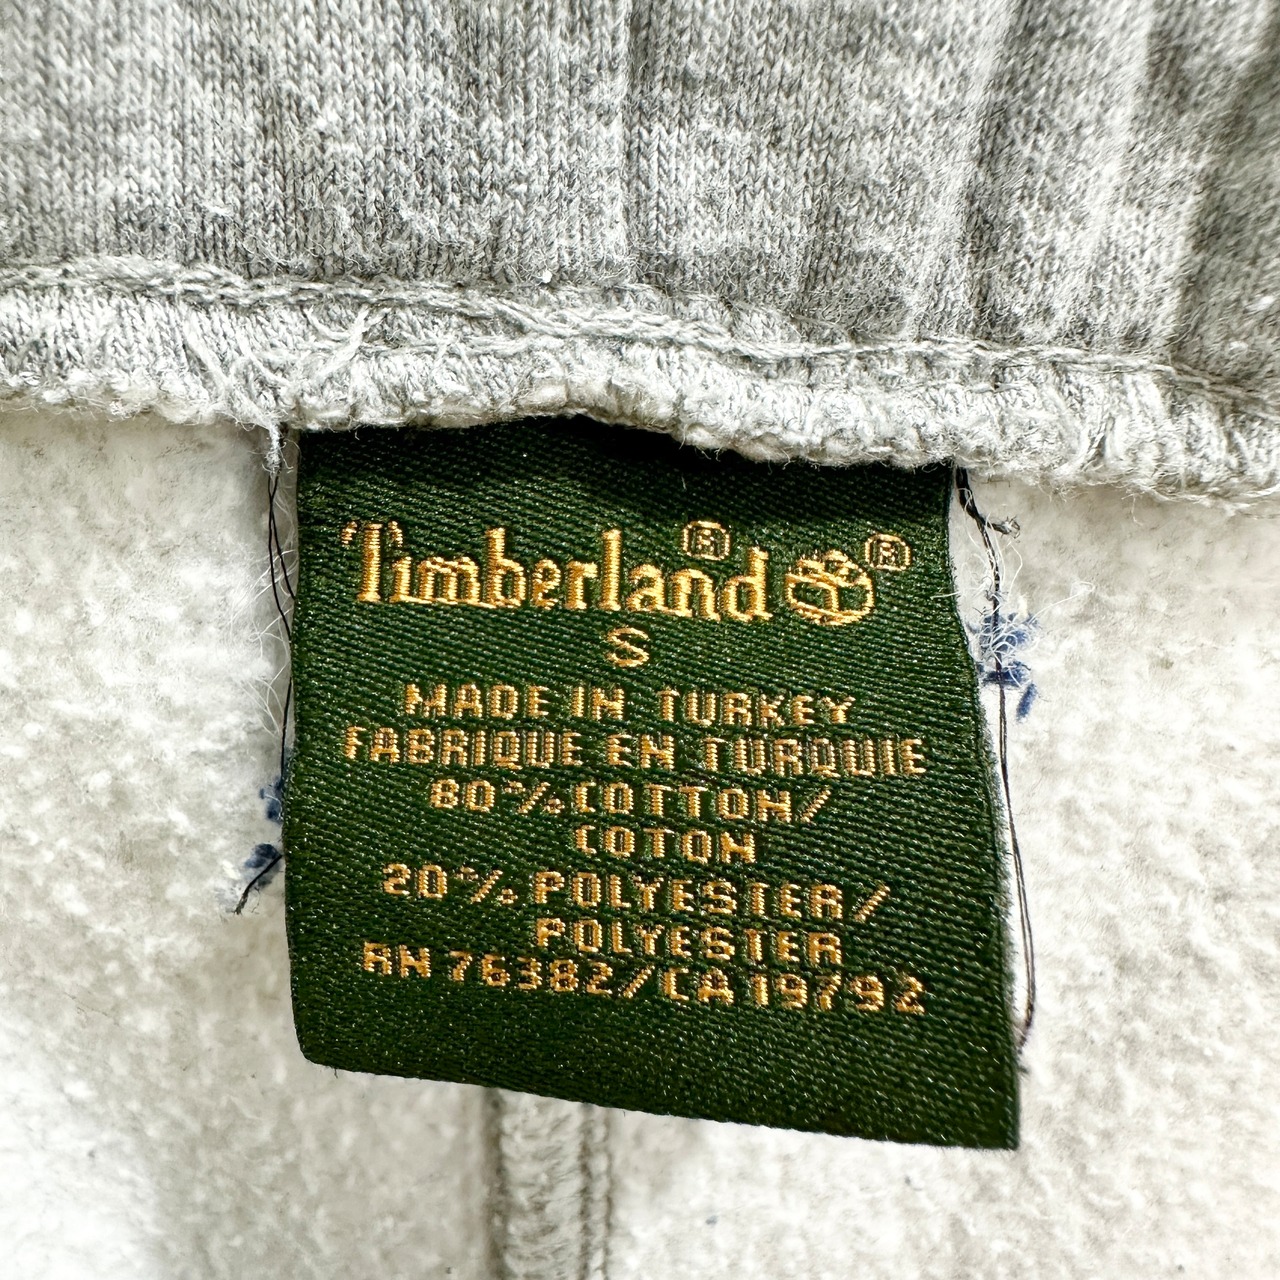 Timberland® ®
S
MADE IN TURKEY
FABRIQUE EN TURQUIE
80% COTTON/
COTON
20% POLYESTER/
POLYESTER
RN 76382/CA 19792